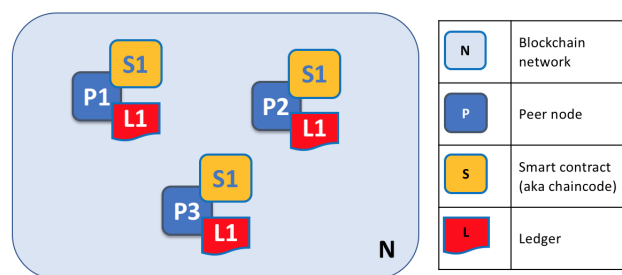 S1
P1
L1
S1
P2
L1
S1
P3
L1
N
N
Blockchain
network
P
Peer node
S
Smart contract
(aka chaincode)
L
Ledger